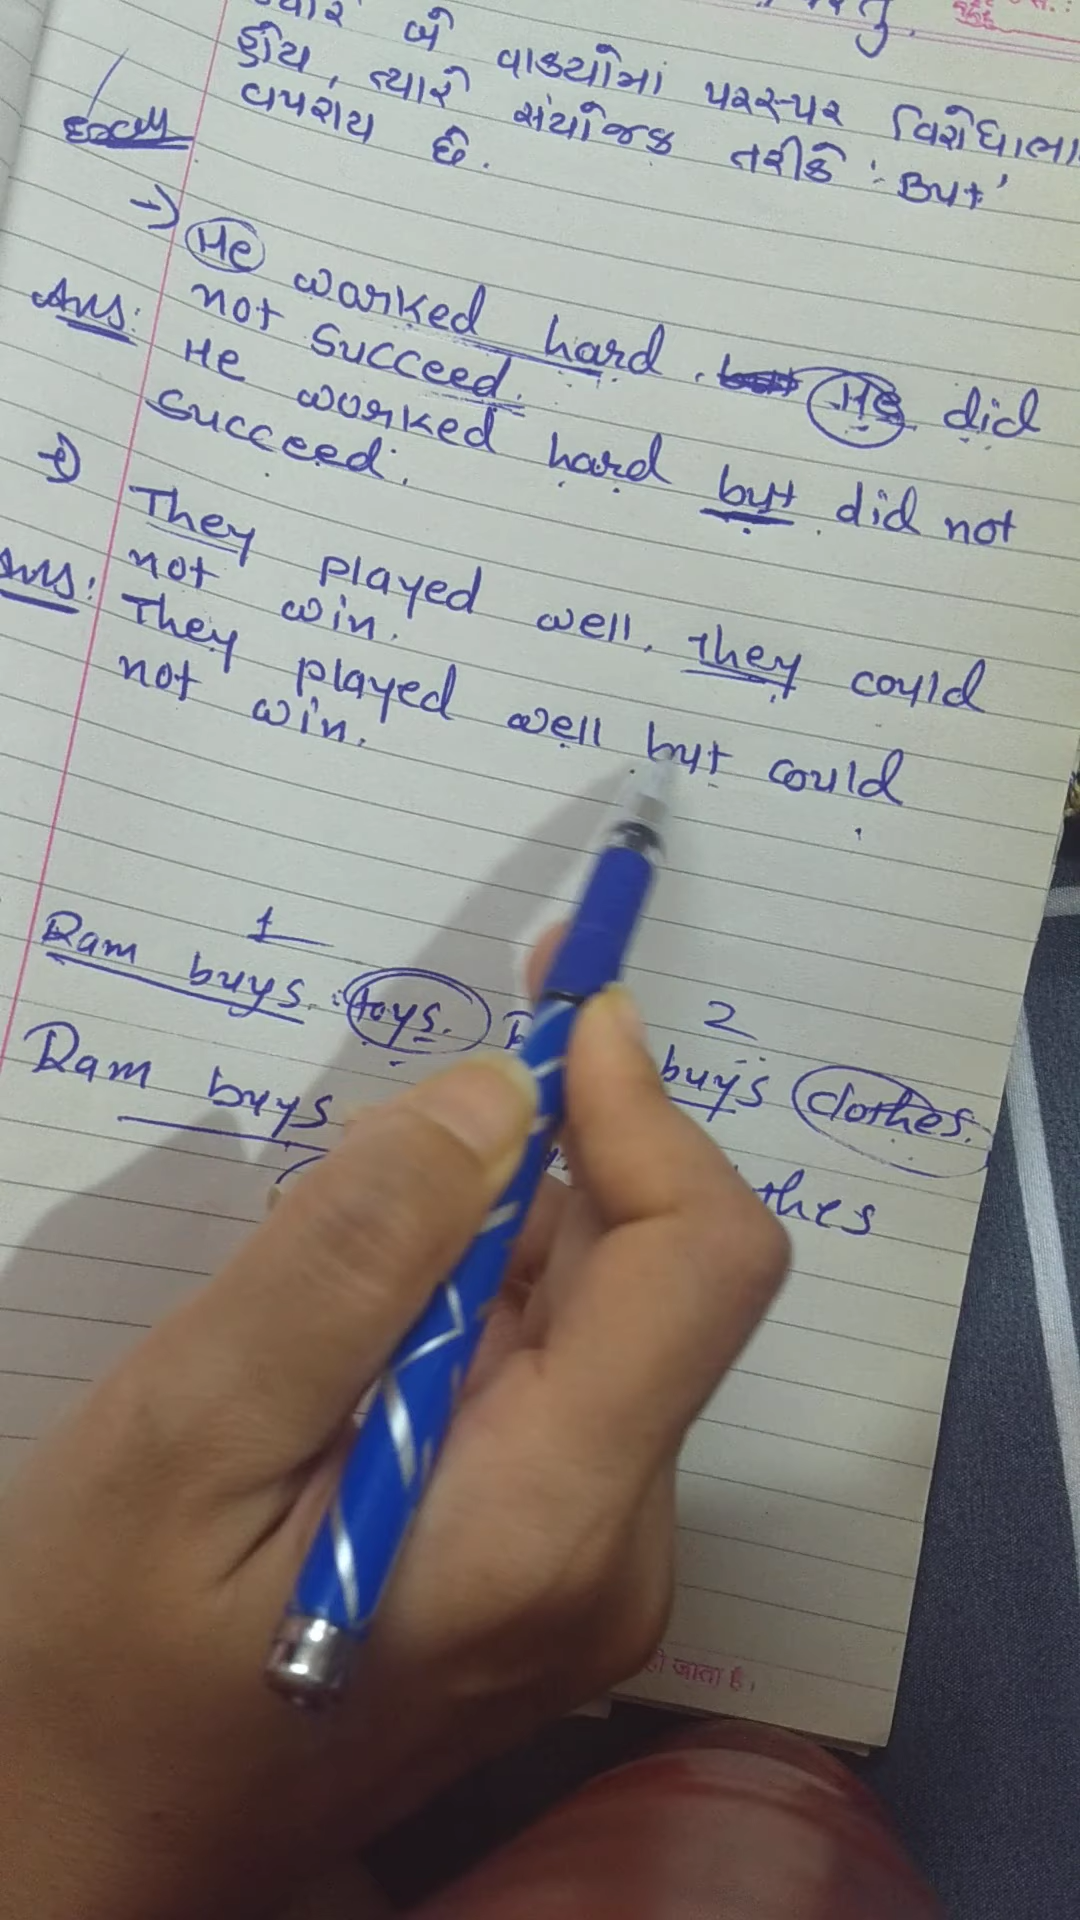 બે વાક્યોમાં પરસ્પર
હોય, ત્યારે સંયોજક તરીકે 'But'
વપરાય છે.
→ He worked hard. He did
not succeed.
Ans: He worked hard but did not
succeed.
→ They played well. They could
not win.
Ans: They played well but could
not win.
1 2
Ram buys toys. buys clothes.
Ram buys
जाता है।